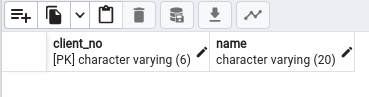 client_no name
[PK] character varying (6) character varying (20)